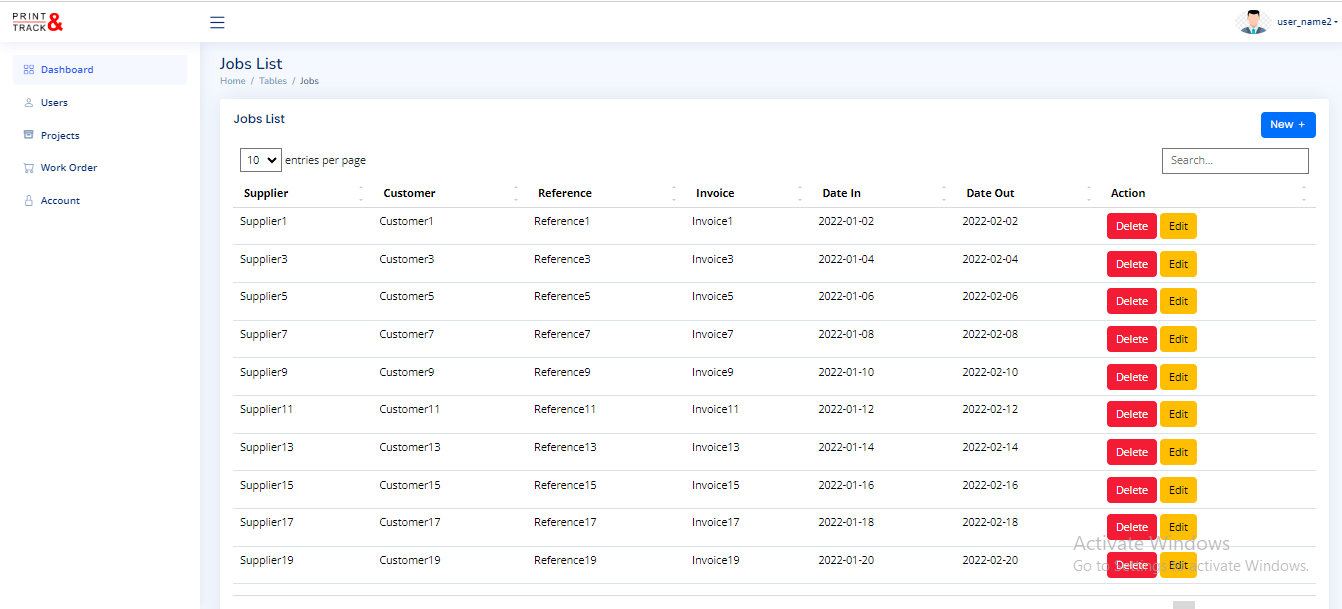 PRINT & TRACK
user_name2
Dashboard
Users
Projects
Work Order
Account
Jobs List
Home / Tables / Jobs
Jobs List
New +
10 entries per page
Search...
Supplier Customer Reference Invoice Date In Date Out Action
Supplier1 Customer1 Reference1 Invoice1 2022-01-02 2022-02-02 Delete Edit
Supplier3 Customer3 Reference3 Invoice3 2022-01-04 2022-02-04 Delete Edit
Supplier5 Customer5 Reference5 Invoice5 2022-01-06 2022-02-06 Delete Edit
Supplier7 Customer7 Reference7 Invoice7 2022-01-08 2022-02-08 Delete Edit
Supplier9 Customer9 Reference9 Invoice9 2022-01-10 2022-02-10 Delete Edit
Supplier11 Customer11 Reference11 Invoice11 2022-01-12 2022-02-12 Delete Edit
Supplier13 Customer13 Reference13 Invoice13 2022-01-14 2022-02-14 Delete Edit
Supplier15 Customer15 Reference15 Invoice15 2022-01-16 2022-02-16 Delete Edit
Supplier17 Customer17 Reference17 Invoice17 2022-01-18 2022-02-18 Delete Edit
Supplier19 Customer19 Reference19 Invoice19 2022-01-20 2022-02-20 Delete Edit
Activate Windows
Go to Settings to activate Windows.